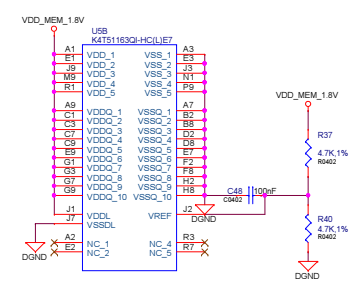 VDD_MEM_1.8V
U5B
K4T51163QI-HC(L)E7
A1 VDD_1 VSS_1 A3
E1 VDD_2 VSS_2 E3
J9 VDD_3 VSS_3 J3
M9 VDD_4 VSS_4 N1
R1 VDD_5 VSS_5 P9
VDD_MEM_1.8V
A9 VDDQ_1 VSSQ_1 A7
C1 VDDQ_2 VSSQ_2 B2
C3 VDDQ_3 VSSQ_3 B8
C7 VDDQ_4 VSSQ_4 D2
C9 VDDQ_5 VSSQ_5 D8
E9 VDDQ_6 VSSQ_6 E7
G1 VDDQ_7 VSSQ_7 F2
G3 VDDQ_8 VSSQ_8 F8
G7 VDDQ_9 VSSQ_9 H2
G9 VDDQ_10 VSSQ_10 H8
R37
4.7K,1%
R0402
C48 100nF
C0402
J1 VDDL VREF J2
J7 VSSDL
DGND
R40
4.7K,1%
R0402
A2 NC_1 NC_4 R3
E2 NC_2 NC_5 R7
DGND
DGND